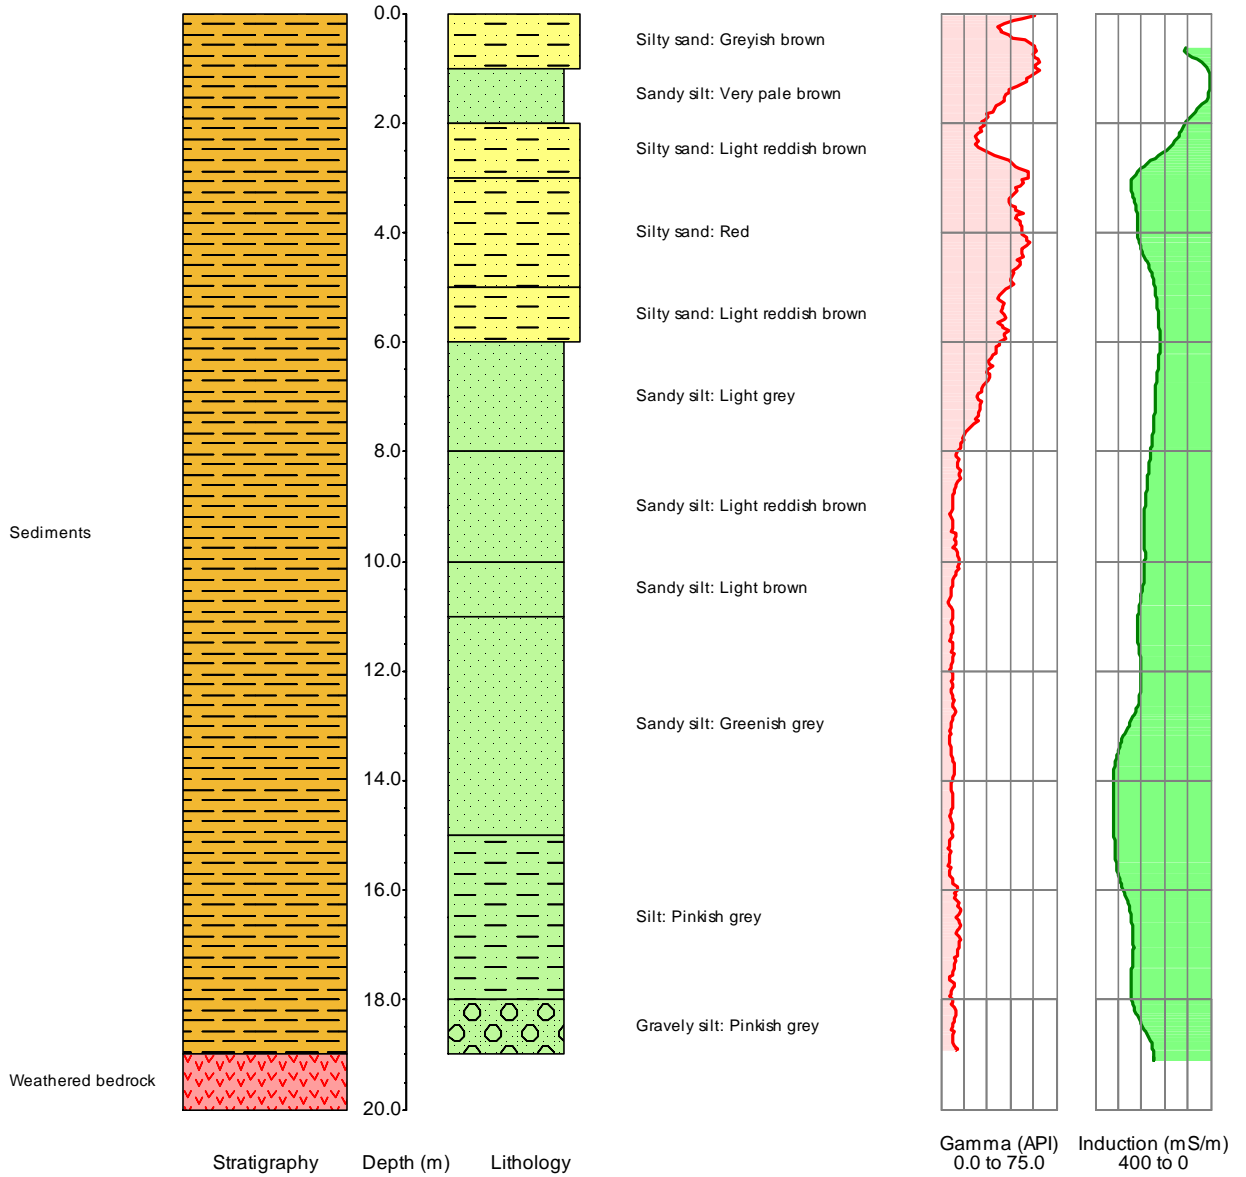 0.0
Silty sand: Greyish brown
Sandy silt: Very pale brown
2.0
Silty sand: Light reddish brown
Silty sand: Red
4.0
Silty sand: Light reddish brown
6.0
Sandy silt: Light grey
8.0
Sandy silt: Light reddish brown
Sediments
10.0
Sandy silt: Light brown
12.0
Sandy silt: Greenish grey
14.0
16.0
Silt: Pinkish grey
18.0
Gravely silt: Pinkish grey
Weathered bedrock
20.0
Stratigraphy
Depth (m)
Lithology
Gamma (API)
0.0 to 75.0
Induction (mS/m)
400 to 0